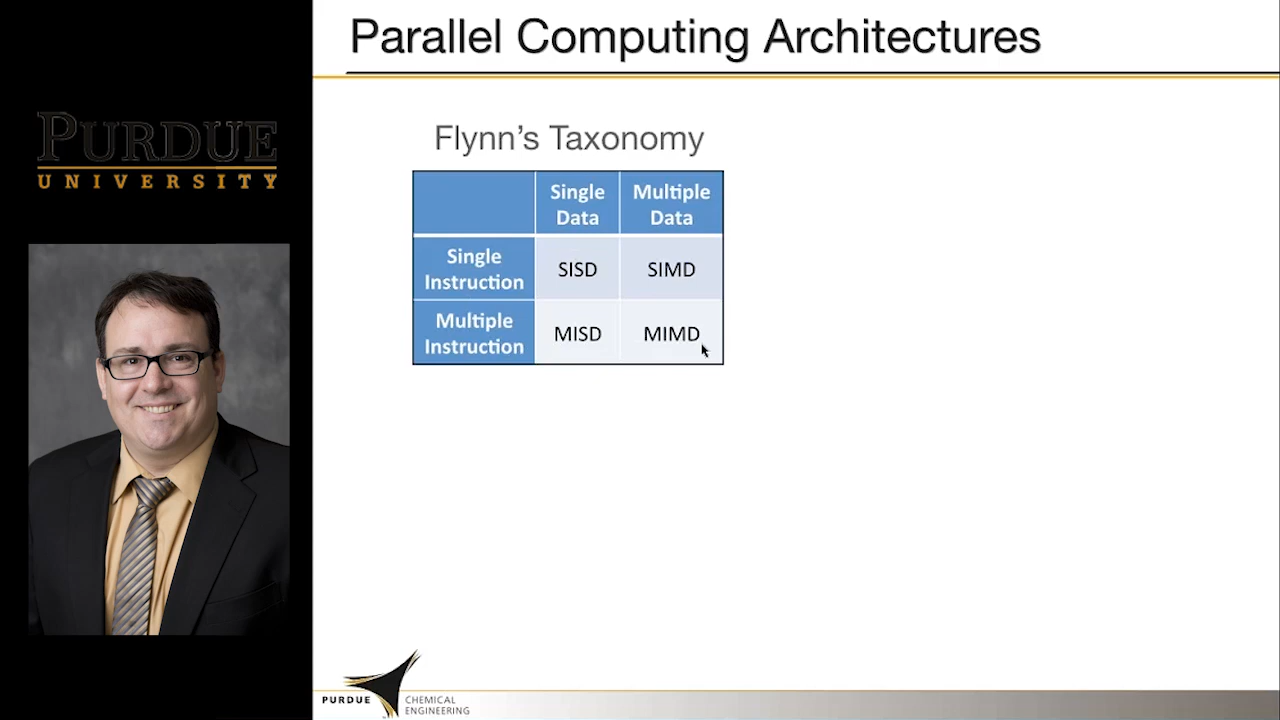 Parallel Computing Architectures
PURDUE
UNIVERSITY
Flynn’s Taxonomy
Single Data
Multiple Data
Single Instruction
SISD
SIMD
Multiple Instruction
MISD
MIMD
PURDUE
CHEMICAL
ENGINEERING